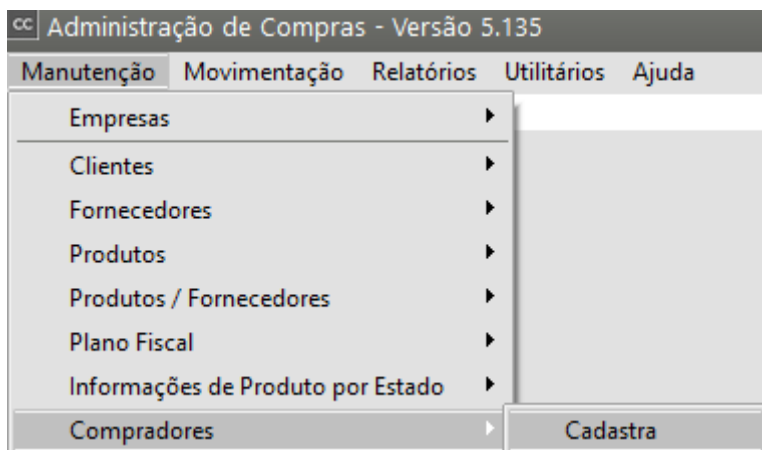 cc Administração de Compras - Versão 5.135
Manutenção Movimentação Relatórios Utilitários Ajuda
Empresas
Clientes
Fornecedores
Produtos
Produtos / Fornecedores
Plano Fiscal
Informações de Produto por Estado
Compradores Cadastra